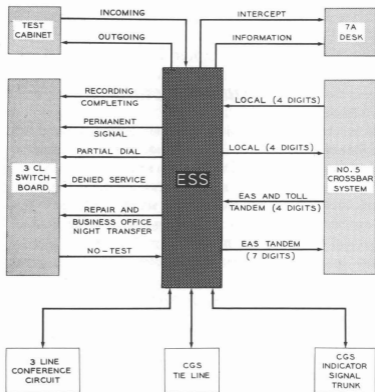 TEST
CABINET
INCOMING
OUTGOING
INTERCEPT
INFORMATION
7A
DESK
3 CL
SWITCH-
BOARD
RECORDING
COMPLETING
PERMANENT
SIGNAL
PARTIAL DIAL
DENIED SERVICE
REPAIR AND
BUSINESS OFFICE
NIGHT TRANSFER
NO-TEST
ESS
LOCAL (4 DIGITS)
LOCAL (4 DIGITS)
EAS AND TOLL
TANDEM (4 DIGITS)
EAS TANDEM
(7 DIGITS)
NO. 5
CROSSBAR
SYSTEM
3 LINE
CONFERENCE
CIRCUIT
CGS
TIE LINE
CGS
INDICATOR
SIGNAL
TRUNK